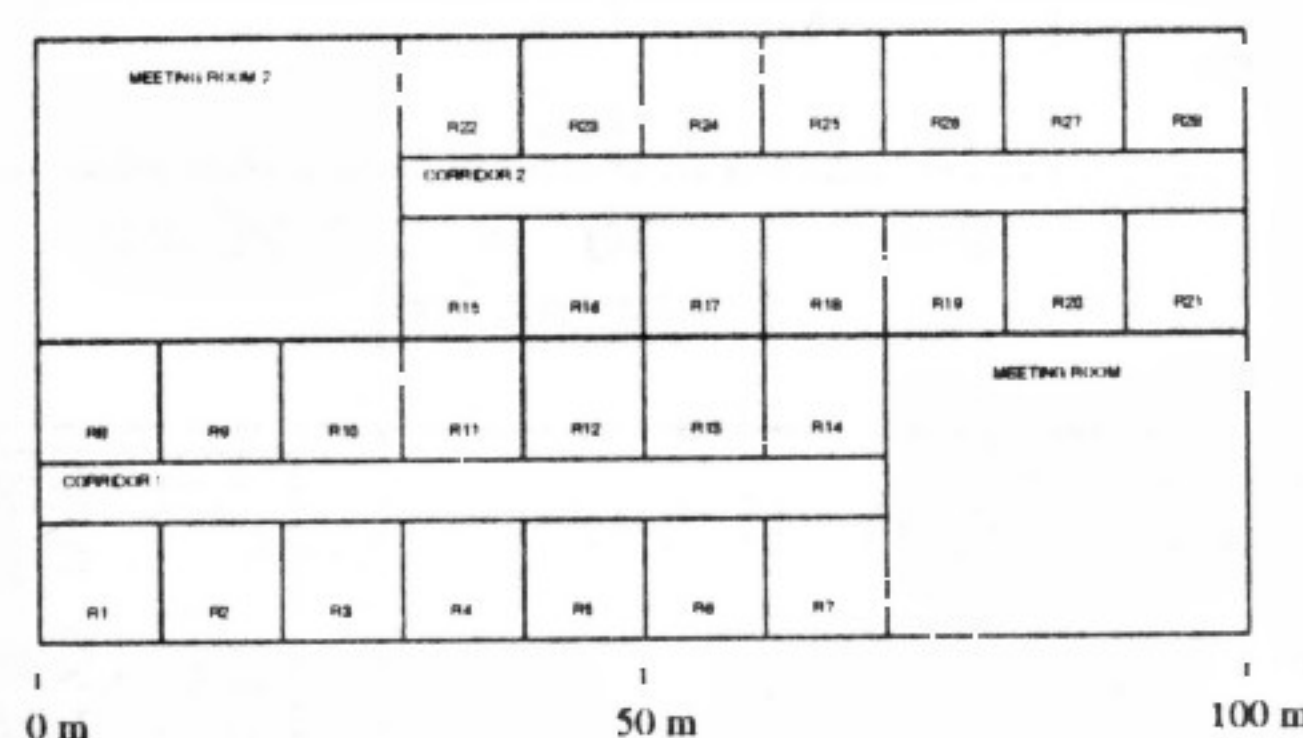 MEETING ROOM 2
R22 R23 R24 R25 R26 R27 R28
CORRIDOR 2
R15 R16 R17 R18 R19 R20 R21
MEETING ROOM
R8 R9 R10 R11 R12 R13 R14
CORRIDOR 1
R1 R2 R3 R4 R5 R6 R7
0 m 50 m 100 m